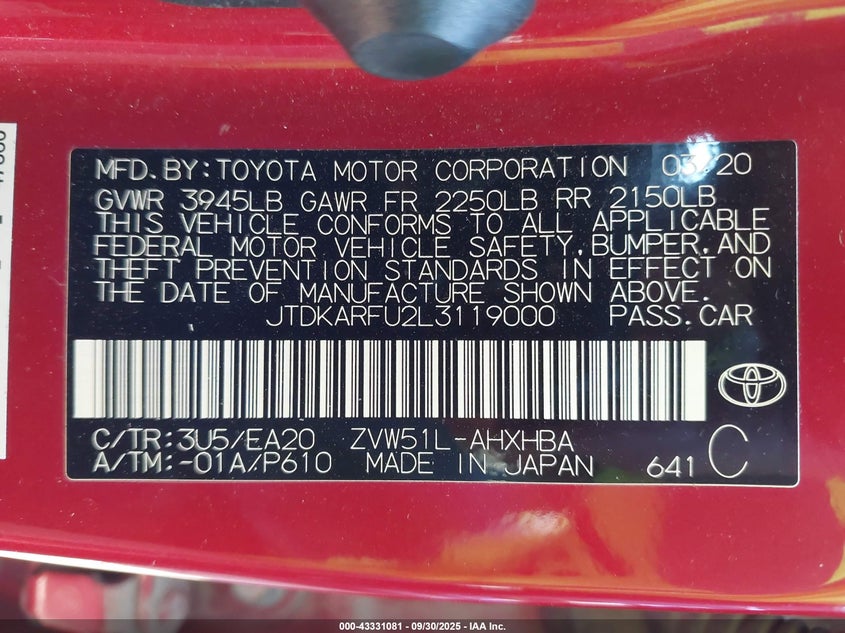 MFD.BY:TOYOTA MOTOR CORPORATION 03/20
GVWR 3945LB GAWR FR 2250LB RR 2150LB
THIS VEHICLE CONFORMS TO ALL APPLICABLE
FEDERAL MOTOR VEHICLE SAFETY,BUMPER,AND
THEFT PREVENTION STANDARDS IN EFFECT ON
THE DATE OF MANUFACTURE SHOWN ABOVE.
JTDKARFU2L3119000 PASS.CAR
C/TR:3U5/EA20 ZVW51L-AHXHBA
A/TM:-01A/P610 MADE IN JAPAN 641 C
000-43331081 - 09/30/2025 - IAA Inc.